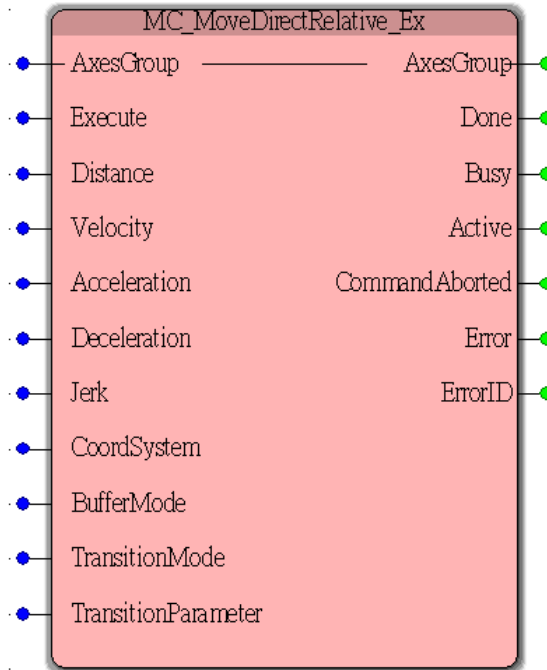 MC_MoveDirectRelative_Ex
AxesGroup AxesGroup
Execute Done
Distance Busy
Velocity Active
Acceleration CommandAborted
Deceleration Error
Jerk ErrorID
CoordSystem
BufferMode
TransitionMode
TransitionParameter